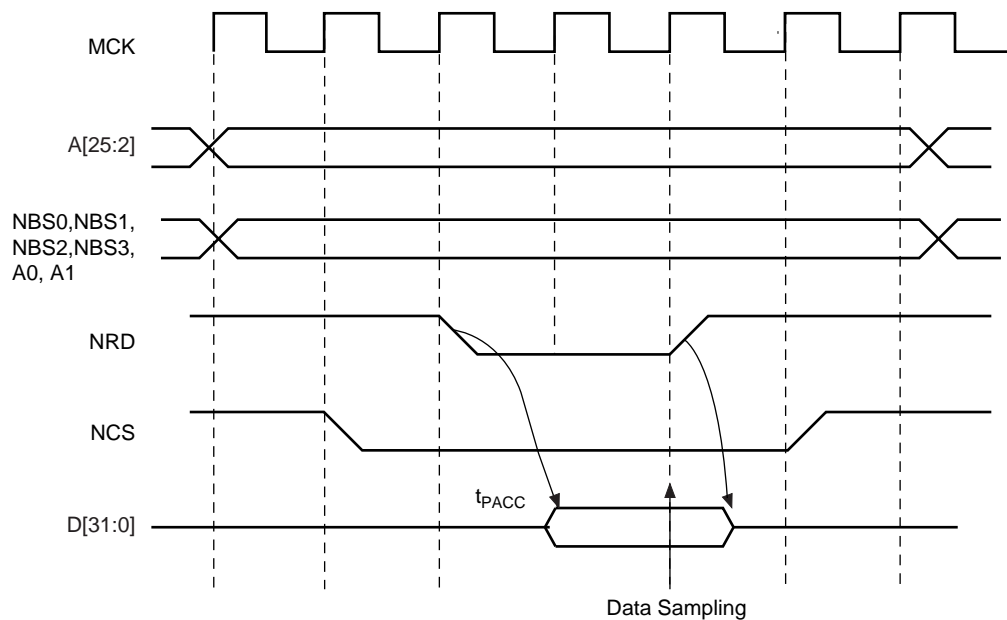 MCK
A[25:2]
NBS0,NBS1,
NBS2,NBS3,
A0, A1
NRD
NCS
tPACC
D[31:0]
Data Sampling